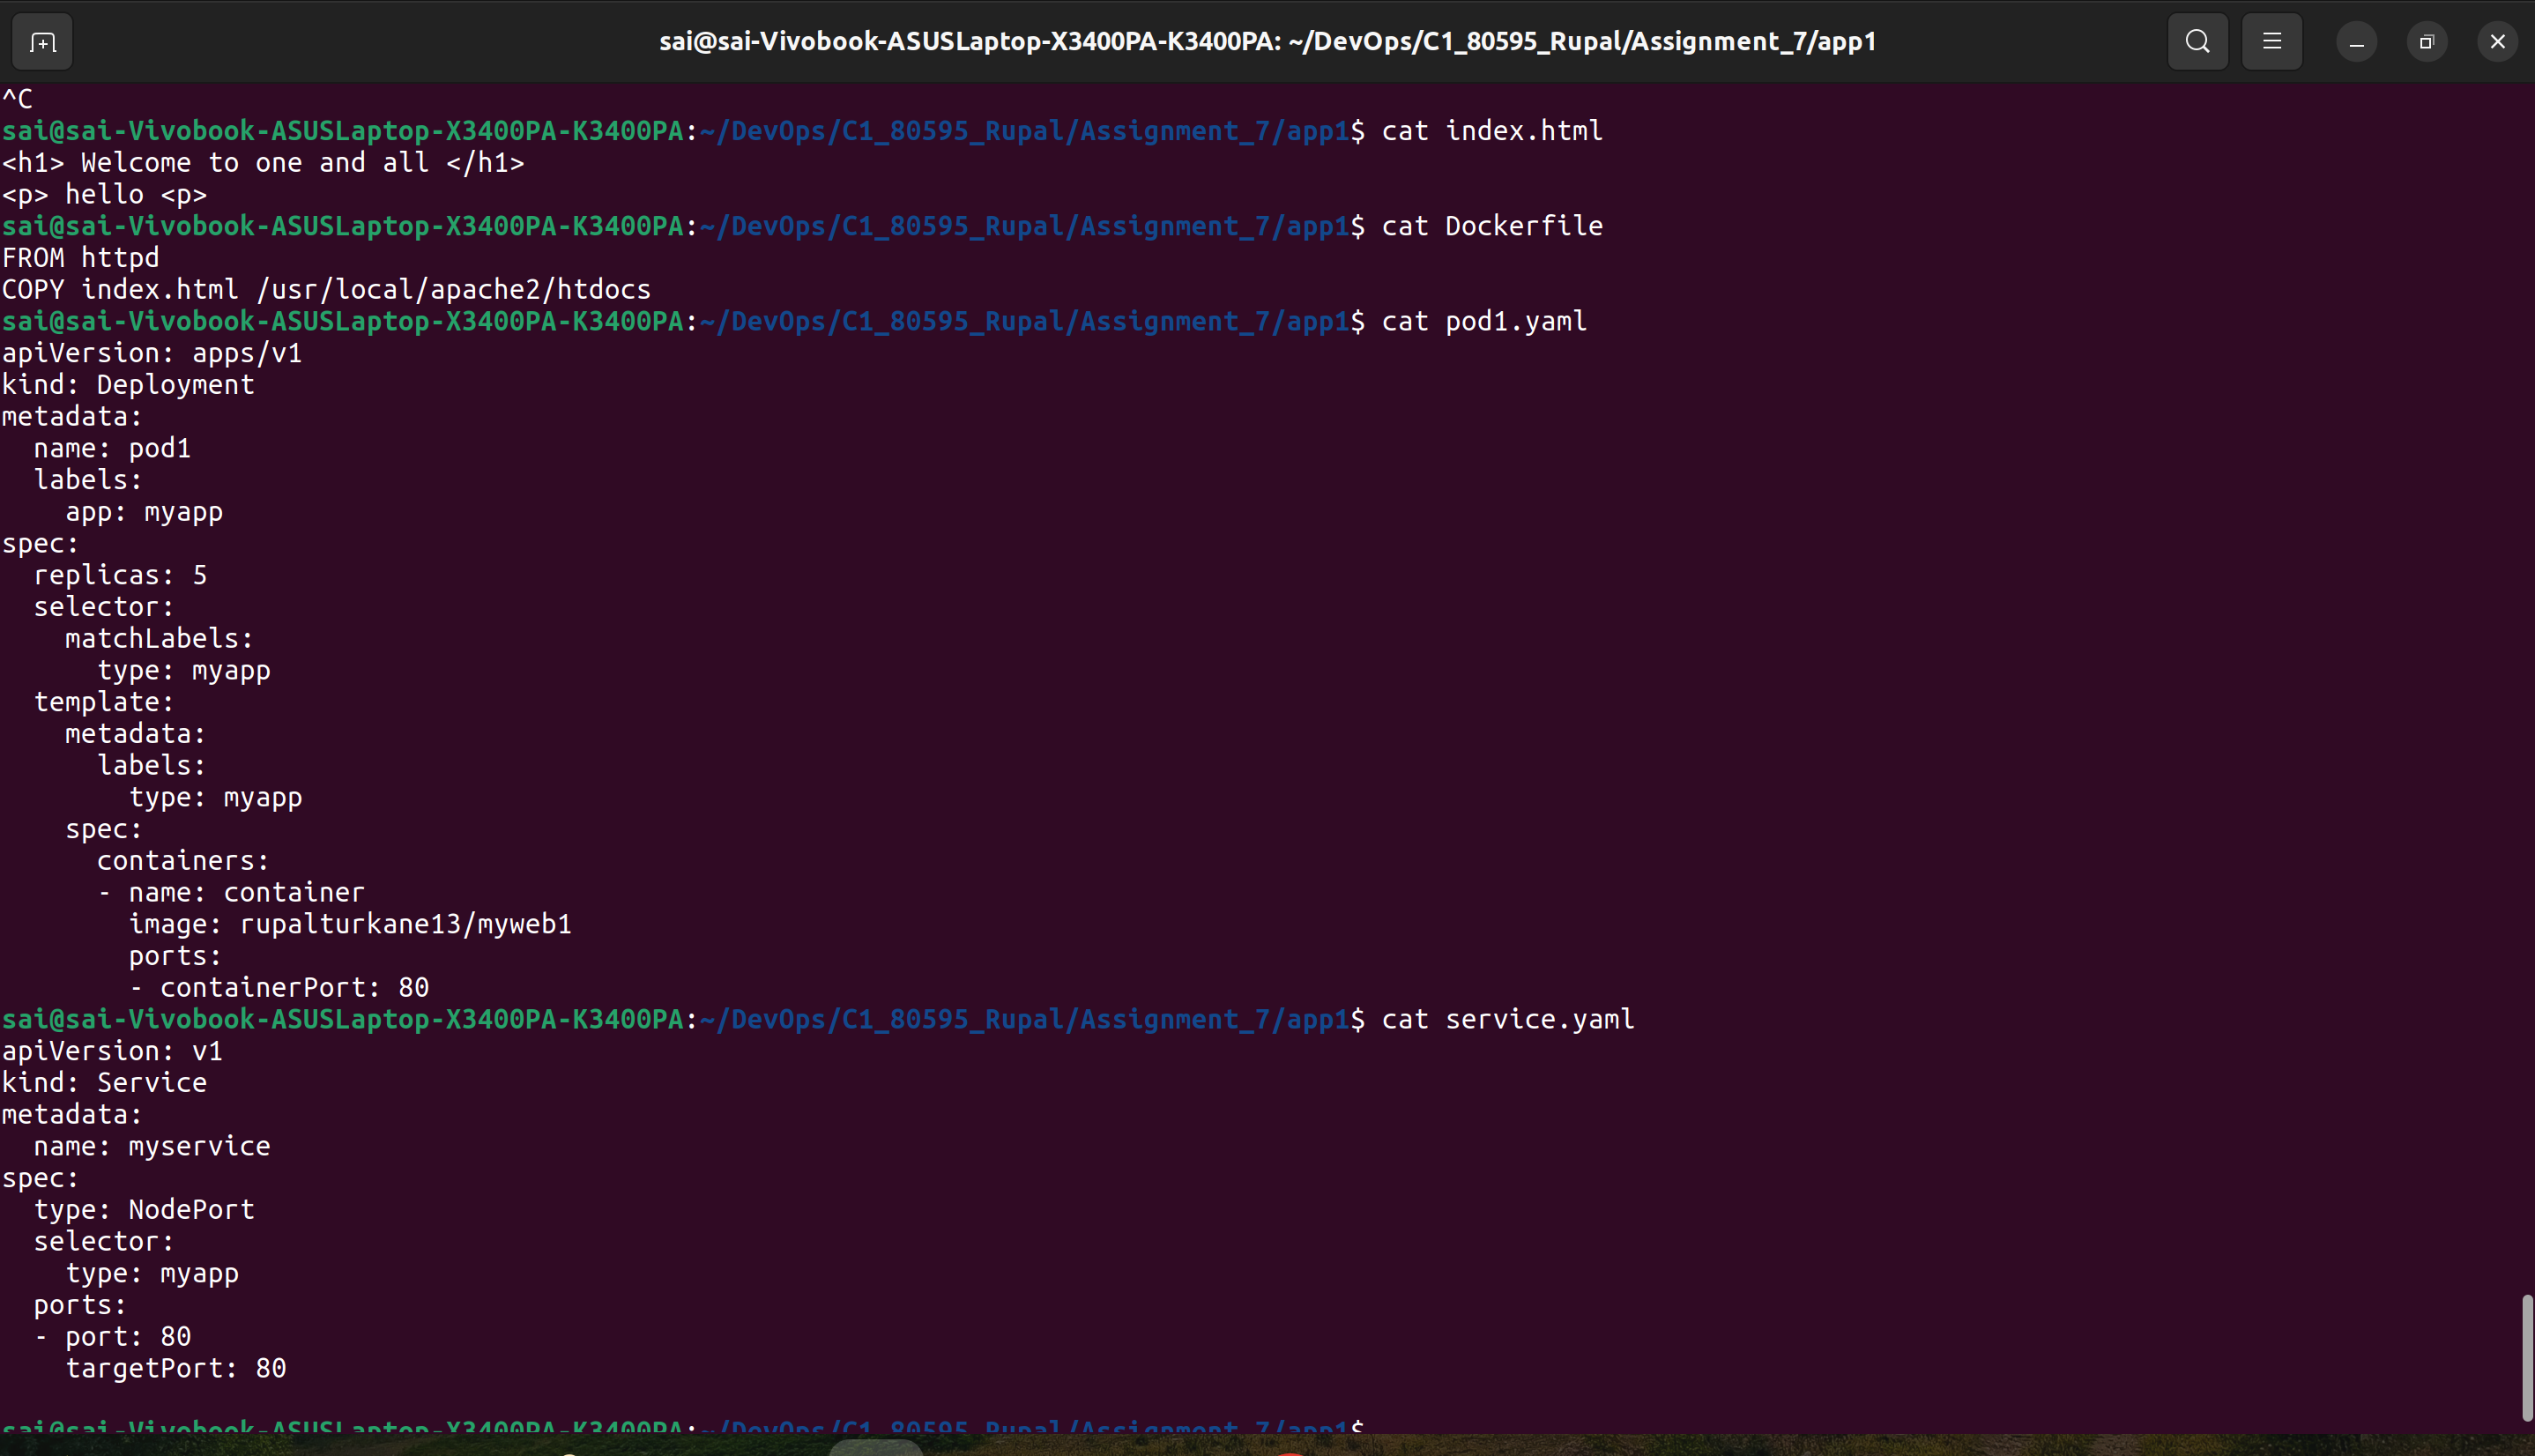 sai@sai-Vivobook-ASUSLaptop-X3400PA-K3400PA: ~/DevOps/C1_80595_Rupal/Assignment_7/app1
^C
sai@sai-Vivobook-ASUSLaptop-X3400PA-K3400PA:~/DevOps/C1_80595_Rupal/Assignment_7/app1$ cat index.html
<h1> Welcome to one and all </h1>
<p> hello <p>
sai@sai-Vivobook-ASUSLaptop-X3400PA-K3400PA:~/DevOps/C1_80595_Rupal/Assignment_7/app1$ cat Dockerfile
FROM httpd
COPY index.html /usr/local/apache2/htdocs
sai@sai-Vivobook-ASUSLaptop-X3400PA-K3400PA:~/DevOps/C1_80595_Rupal/Assignment_7/app1$ cat pod1.yaml
apiVersion: apps/v1
kind: Deployment
metadata:
  name: pod1
  labels:
    app: myapp
spec:
  replicas: 5
  selector:
    matchLabels:
      type: myapp
  template:
    metadata:
      labels:
        type: myapp
    spec:
      containers:
      - name: container
        image: rupalturkane13/myweb1
        ports:
        - containerPort: 80
sai@sai-Vivobook-ASUSLaptop-X3400PA-K3400PA:~/DevOps/C1_80595_Rupal/Assignment_7/app1$ cat service.yaml
apiVersion: v1
kind: Service
metadata:
  name: myservice
spec:
  type: NodePort
  selector:
    type: myapp
  ports:
  - port: 80
    targetPort: 80
sai@sai-Vivobook-ASUSLaptop-X3400PA-K3400PA:~/DevOps/C1_80595_Rupal/Assignment_7/app1$